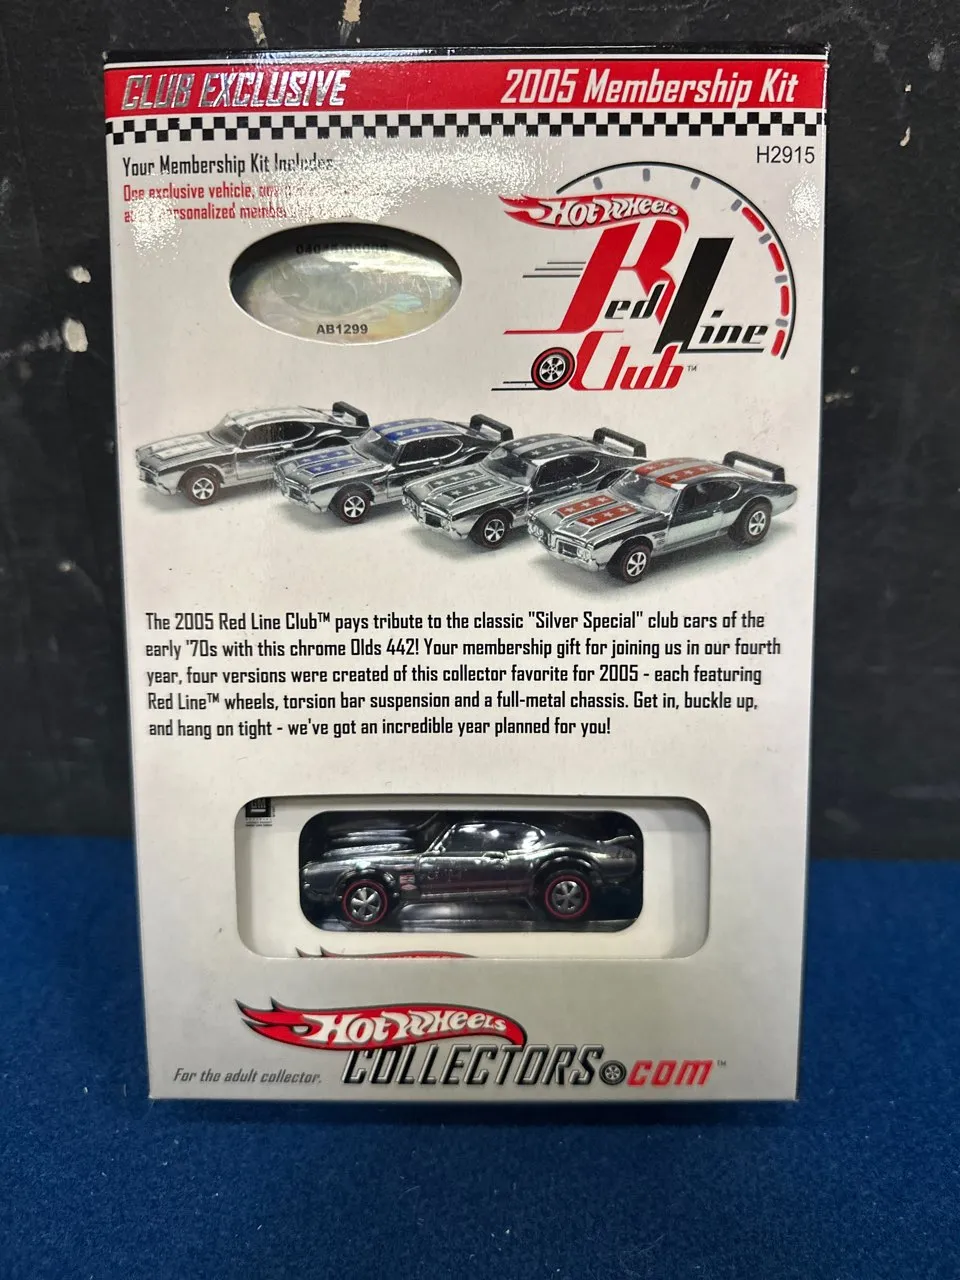 CLUB EXCLUSIVE
2005 Membership Kit
H2915
Your Membership Kit Includes
One exclusive vehicle,
personalized
AB1299
HOT WHEELS
Red Line
Club™
The 2005 Red Line Club™ pays tribute to the classic "Silver Special" club cars of the
early '70s with this chrome Olds 442! Your membership gift for joining us in our fourth
year, four versions were created of this collector favorite for 2005 - each featuring
Red Line™ wheels, torsion bar suspension and a full-metal chassis. Get in, buckle up,
and hang on tight - we've got an incredible year planned for you!
GM
HOT WHEELS
COLLECTORS.COM™
For the adult collector.